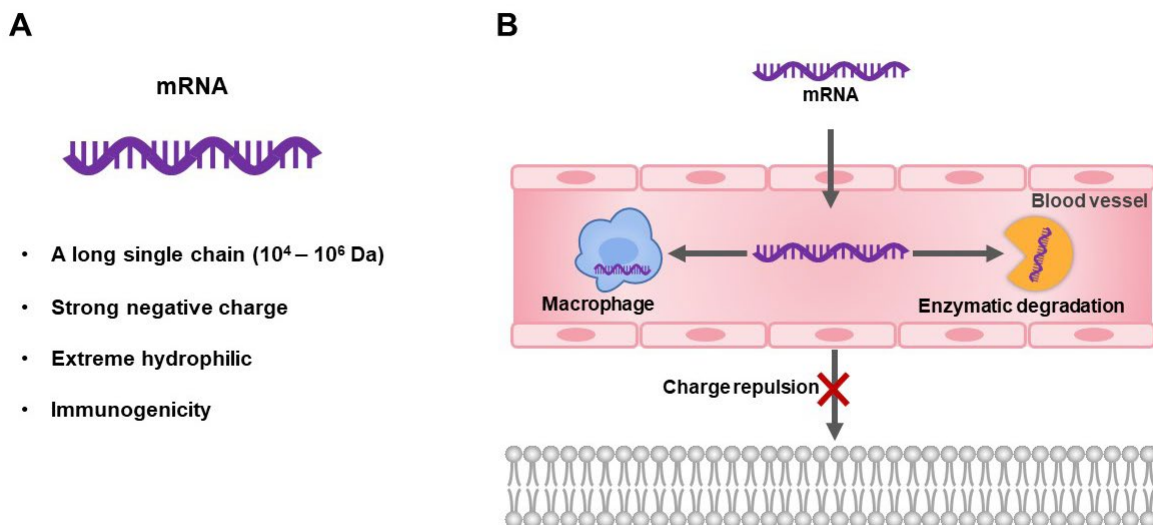 A
mRNA
• A long single chain (10⁴ – 10⁶ Da)
• Strong negative charge
• Extreme hydrophilic
• Immunogenicity
B
mRNA
Blood vessel
Macrophage
Enzymatic degradation
Charge repulsion